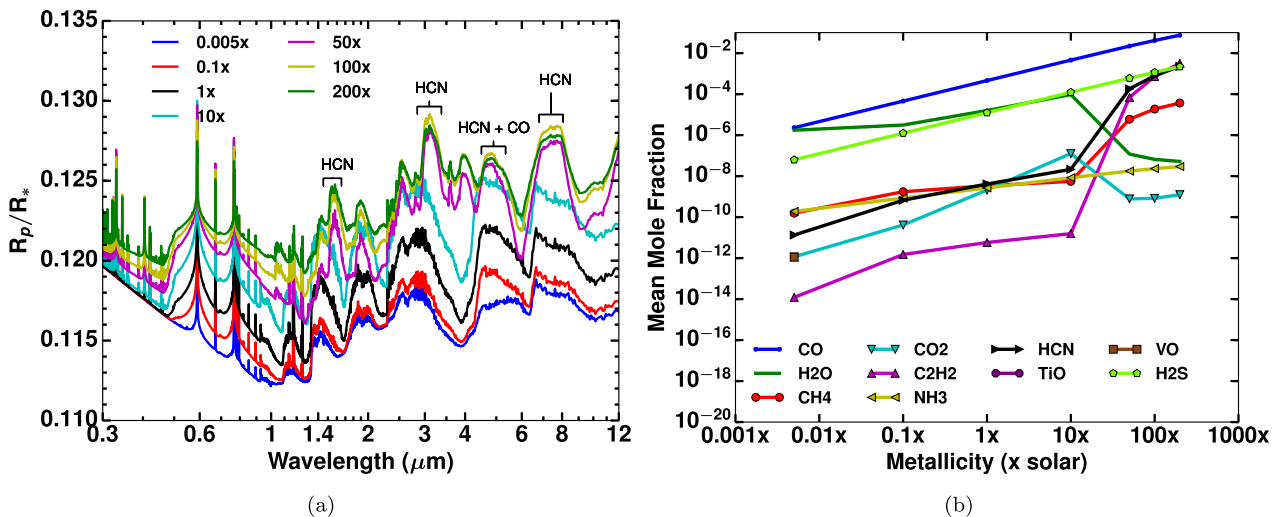 0.135
0.130
0.125
0.120
0.115
0.110
R_p/R_*
0.005x
0.1x
1x
10x
50x
100x
200x
HCN
HCN
HCN + CO
HCN
0.3 0.6 1 1.4 2 3 4 6 8 12
Wavelength (μm)
(a)
10^−2
10^−4
10^−6
10^−8
10^−10
10^−12
10^−14
10^−16
10^−18
10^−20
Mean Mole Fraction
CO
H2O
CH4
CO2
C2H2
NH3
HCN
TiO
VO
H2S
0.001x 0.01x 0.1x 1x 10x 100x 1000x
Metallicity (x solar)
(b)